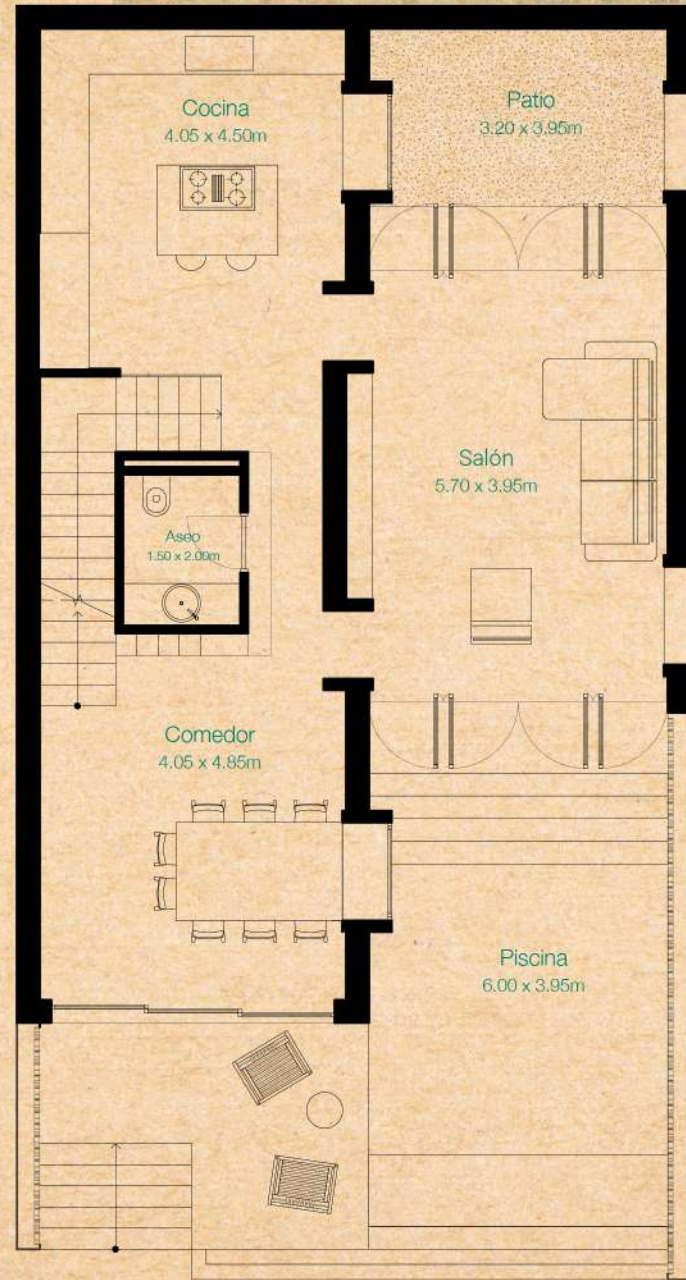 Cocina
4.05 x 4.50m
Patio
3.20 x 3.95m
Salón
5.70 x 3.95m
Aseo
1.50 x 2.00m
Comedor
4.05 x 4.85m
Piscina
6.00 x 3.95m